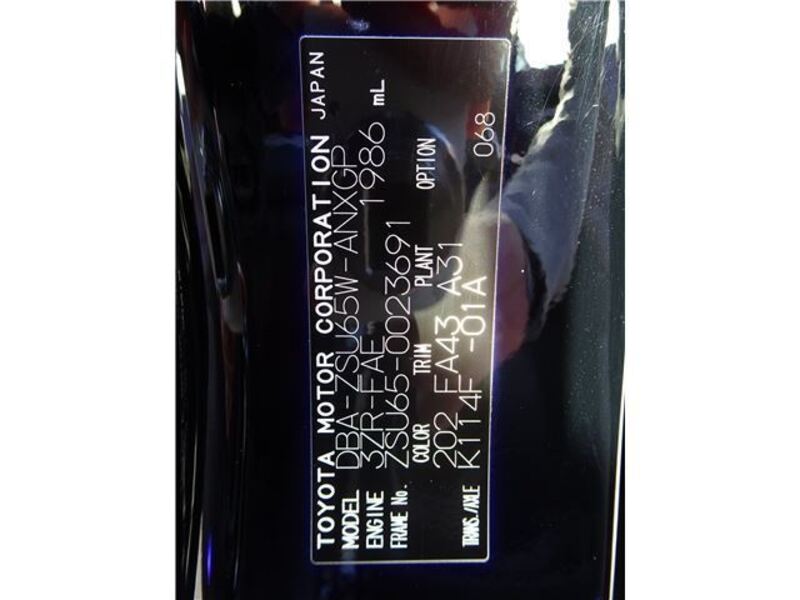 TOYOTA MOTOR CORPORATION JAPAN
MODEL DBA-ZSU65W-ANXGP
ENGINE 3ZR-FAE 1986 mL
FRAME No. ZSU65-0023691
COLOR TRIM PLANT OPTION
202 FA43 A31
TRNS./AXLE K114F -01A 068